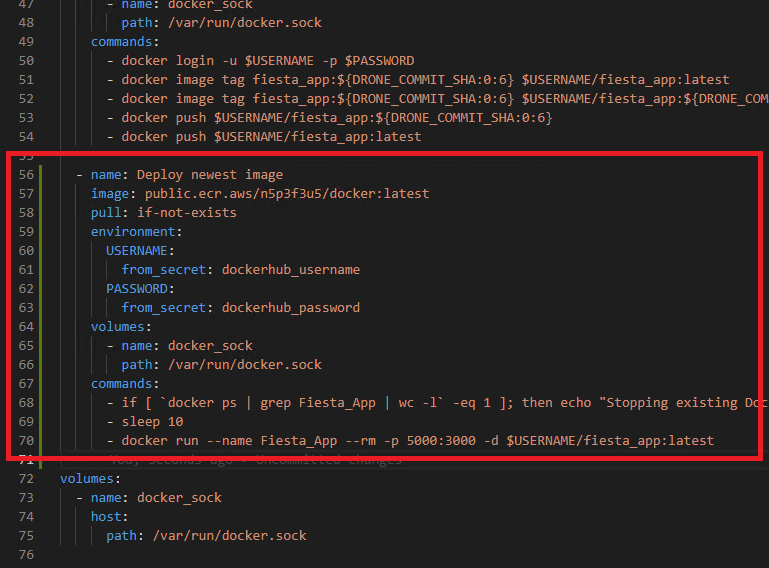 47 - name: docker_sock
48 path: /var/run/docker.sock
49 commands:
50 - docker login -u $USERNAME -p $PASSWORD
51 - docker image tag fiesta_app:${DRONE_COMMIT_SHA:0:6} $USERNAME/fiesta_app:latest
52 - docker image tag fiesta_app:${DRONE_COMMIT_SHA:0:6} $USERNAME/fiesta_app:${DRONE_COM
53 - docker push $USERNAME/fiesta_app:${DRONE_COMMIT_SHA:0:6}
54 - docker push $USERNAME/fiesta_app:latest
55
56 - name: Deploy newest image
57 image: public.ecr.aws/n5p3f3u5/docker:latest
58 pull: if-not-exists
59 environment:
60 USERNAME:
61 from_secret: dockerhub_username
62 PASSWORD:
63 from_secret: dockerhub_password
64 volumes:
65 - name: docker_sock
66 path: /var/run/docker.sock
67 commands:
68 - if [ `docker ps | grep Fiesta_App | wc -l` -eq 1 ]; then echo "Stopping existing Doc
69 - sleep 10
70 - docker run --name Fiesta_App --rm -p 5000:3000 -d $USERNAME/fiesta_app:latest
71 You, seconds ago • Uncommitted changes
72 volumes:
73 - name: docker_sock
74 host:
75 path: /var/run/docker.sock
76